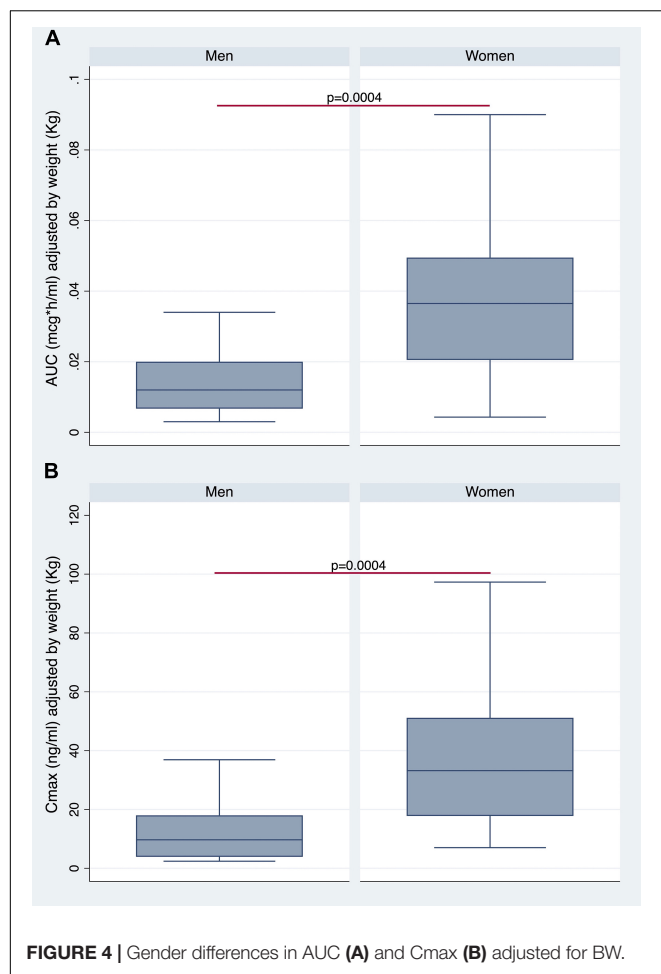 A
Men Women
p=0.0004
.1
.08
.06
.04
.02
0
AUC (mcg*h/ml) adjusted by weight (Kg)
B
Men Women
p=0.0004
120
100
80
60
40
20
0
Cmax (ng/ml) adjusted by weight (Kg)
FIGURE 4 | Gender differences in AUC (A) and Cmax (B) adjusted for BW.